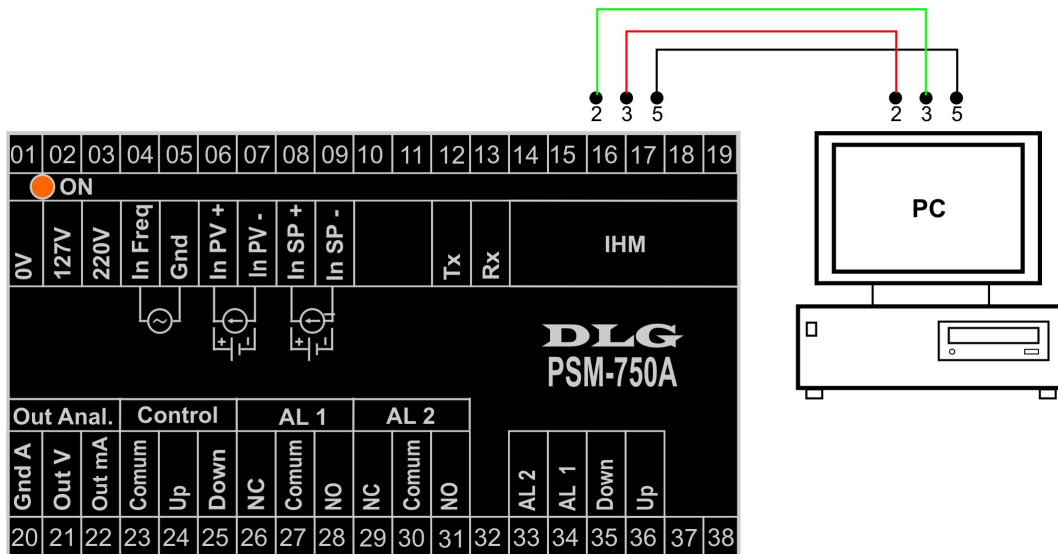 2 3 5 2 3 5
01 02 03 04 05 06 07 08 09 10 11 12 13 14 15 16 17 18 19
ON
0V 127V 220V In Freq Gnd In PV + In PV - In SP + In SP - Tx Rx IHM
PC
+ - + -
DLG
PSM-750A
Out Anal. Control AL 1 AL 2
Gnd A Out V Out mA Comum Up Down NC Comum NO NC Comum NO AL 2 AL 1 Down Up
20 21 22 23 24 25 26 27 28 29 30 31 32 33 34 35 36 37 38